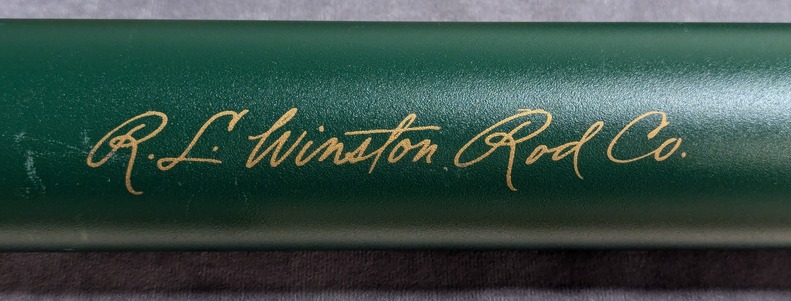 R. L. Winston Rod Co.